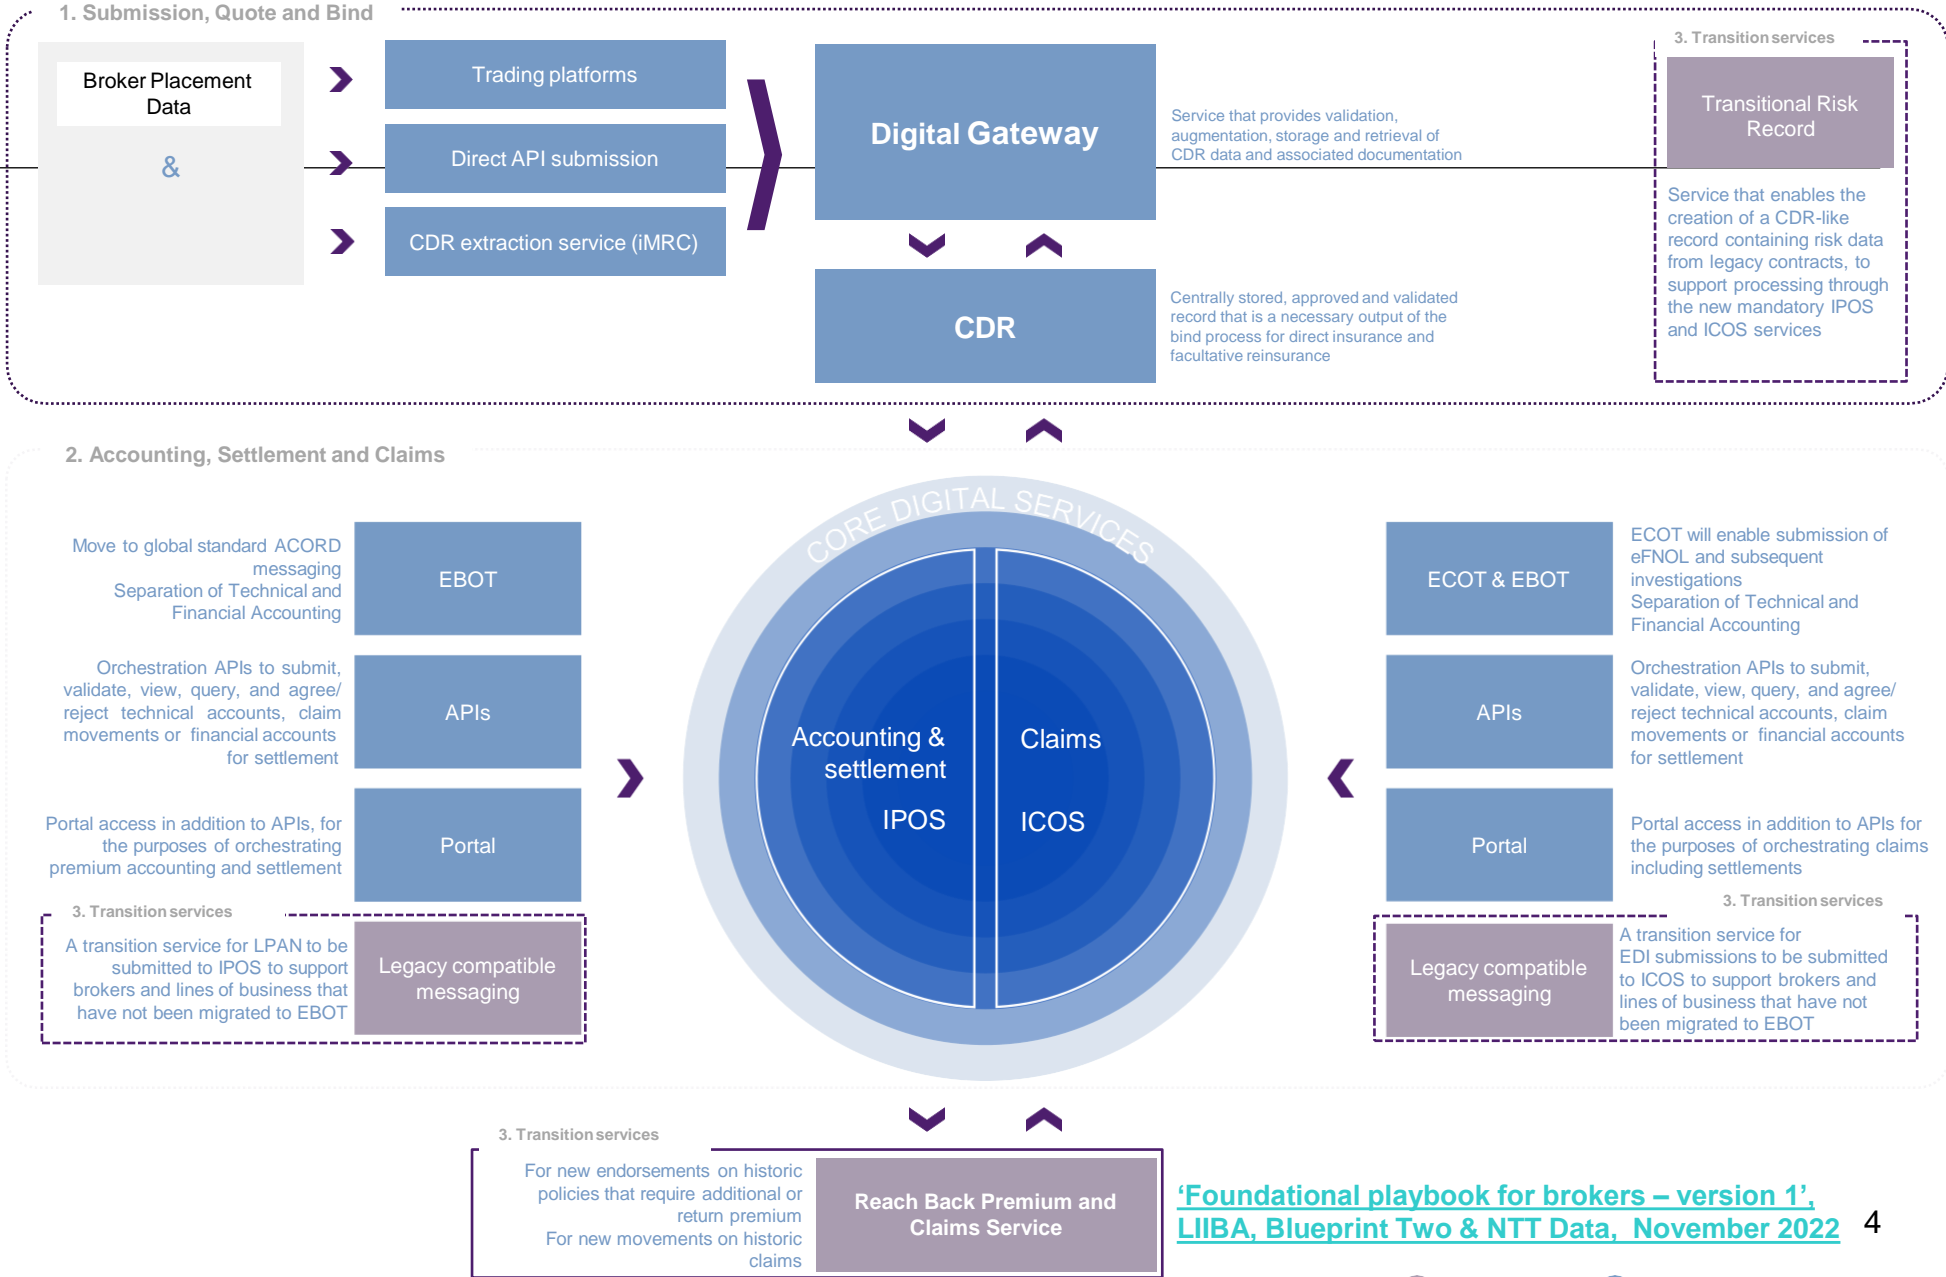 1. Submission, Quote and Bind
Broker Placement
Data
&
Trading platforms
Direct API submission
CDR extraction service (iMRC)
Digital Gateway
Service that provides validation,
augmentation, storage and retrieval of
CDR data and associated documentation
CDR
Centrally stored, approved and validated
record that is a necessary output of the
bind process for direct insurance and
facultative reinsurance
3. Transition services
Transitional Risk
Record
Service that enables the
creation of a CDR-like
record containing risk data
from legacy contracts, to
support processing through
the new mandatory IPOS
and ICOS services
2. Accounting, Settlement and Claims
Move to global standard ACORD
messaging
Separation of Technical and
Financial Accounting
EBOT
Orchestration APIs to submit,
validate, view, query, and agree/
reject technical accounts, claim
movements or financial accounts
for settlement
APIs
Portal access in addition to APIs, for
the purposes of orchestrating
premium accounting and settlement
Portal
3. Transition services
A transition service for LPAN to be
submitted to IPOS to support
brokers and lines of business that
have not been migrated to EBOT
Legacy compatible
messaging
CORE DIGITAL SERVICES
Accounting &
settlement
IPOS
Claims
ICOS
ECOT & EBOT
ECOT will enable submission of
eFNOL and subsequent
investigations
Separation of Technical and
Financial Accounting
APIs
Orchestration APIs to submit,
validate, view, query, and agree/
reject technical accounts, claim
movements or financial accounts
for settlement
Portal
Portal access in addition to APIs for
the purposes of orchestrating claims
including settlements
3. Transition services
Legacy compatible
messaging
A transition service for
EDI submissions to be submitted
to ICOS to support brokers and
lines of business that have not
been migrated to EBOT
3. Transition services
For new endorsements on historic
policies that require additional or
return premium
For new movements on historic
claims
Reach Back Premium and
Claims Service
‘Foundational playbook for brokers – version 1’,
LIIBA, Blueprint Two & NTT Data, November 2022
4